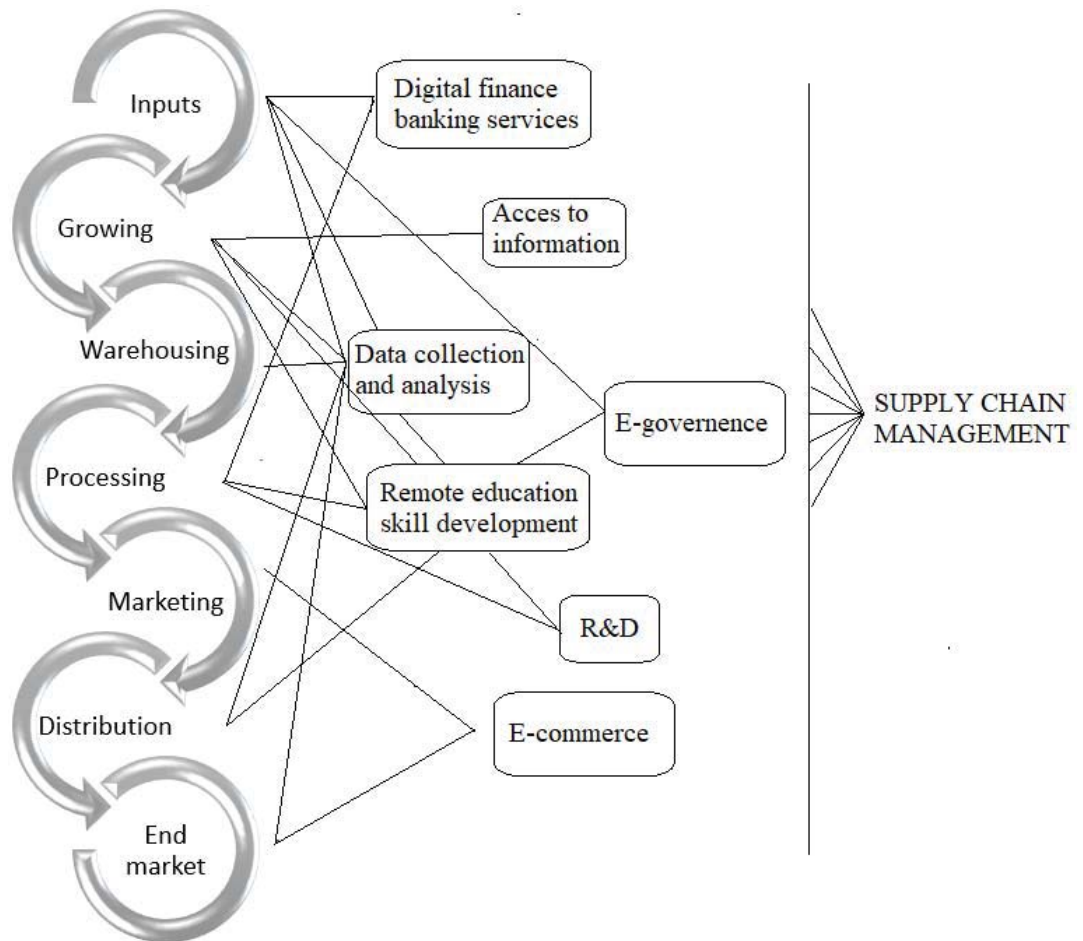 Inputs
Growing
Warehousing
Processing
Marketing
Distribution
End
market
Digital finance
banking services
Acces to
information
Data collection
and analysis
E-governence
Remote education
skill development
R&D
E-commerce
SUPPLY CHAIN
MANAGEMENT